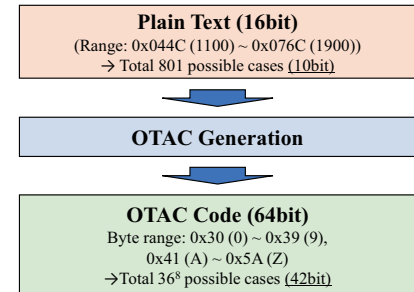 Plain Text (16bit)
(Range: 0x044C (1100) ~ 0x076C (1900))
→ Total 801 possible cases (10bit)
OTAC Generation
OTAC Code (64bit)
Byte range: 0x30 (0) ~ 0x39 (9),
0x41 (A) ~ 0x5A (Z)
→Total 36⁸ possible cases (42bit)